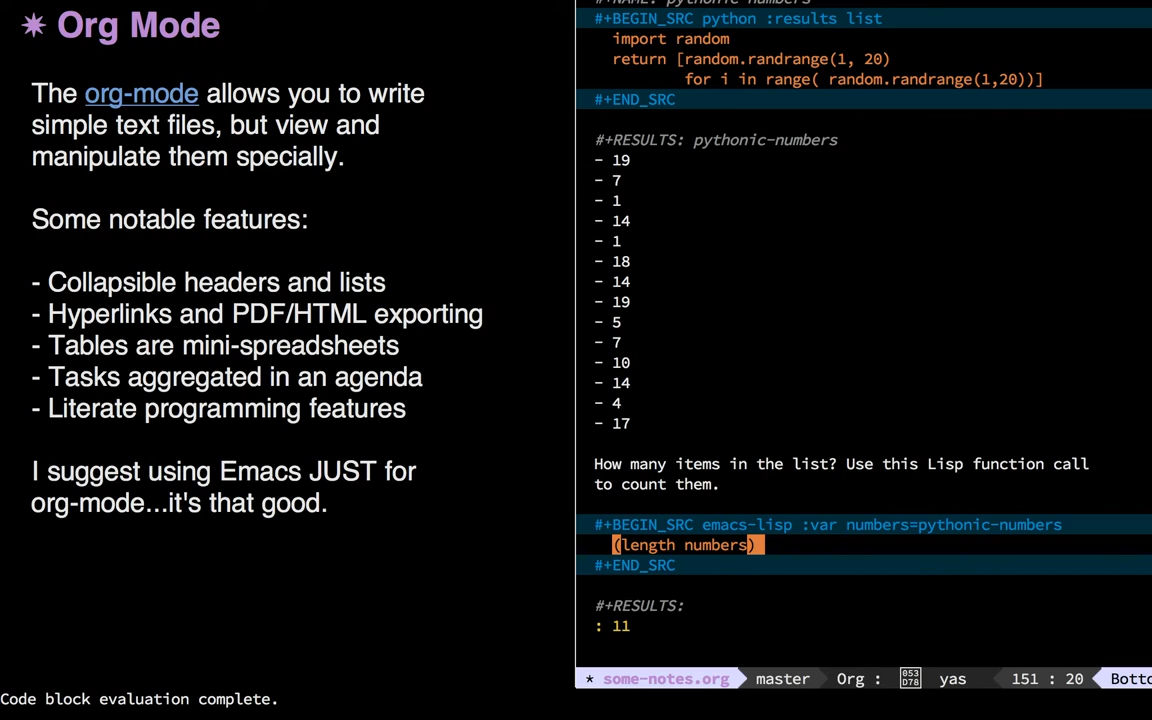 ✷ Org Mode
The org-mode allows you to write
simple text files, but view and
manipulate them specially.
Some notable features:
- Collapsible headers and lists
- Hyperlinks and PDF/HTML exporting
- Tables are mini-spreadsheets
- Tasks aggregated in an agenda
- Literate programming features
I suggest using Emacs JUST for
org-mode...it's that good.
#+NAME: pythonic-numbers
#+BEGIN_SRC python :results list
import random
return [random.randrange(1, 20)
for i in range( random.randrange(1,20))]
#+END_SRC
#+RESULTS: pythonic-numbers
- 19
- 7
- 1
- 14
- 1
- 18
- 14
- 19
- 5
- 7
- 10
- 14
- 4
- 17
How many items in the list? Use this Lisp function call
to count them.
#+BEGIN_SRC emacs-lisp :var numbers=pythonic-numbers
(length numbers)
#+END_SRC
#+RESULTS:
: 11
* some-notes.org master Org : 053D78 yas 151 : 20 Botto
Code block evaluation complete.